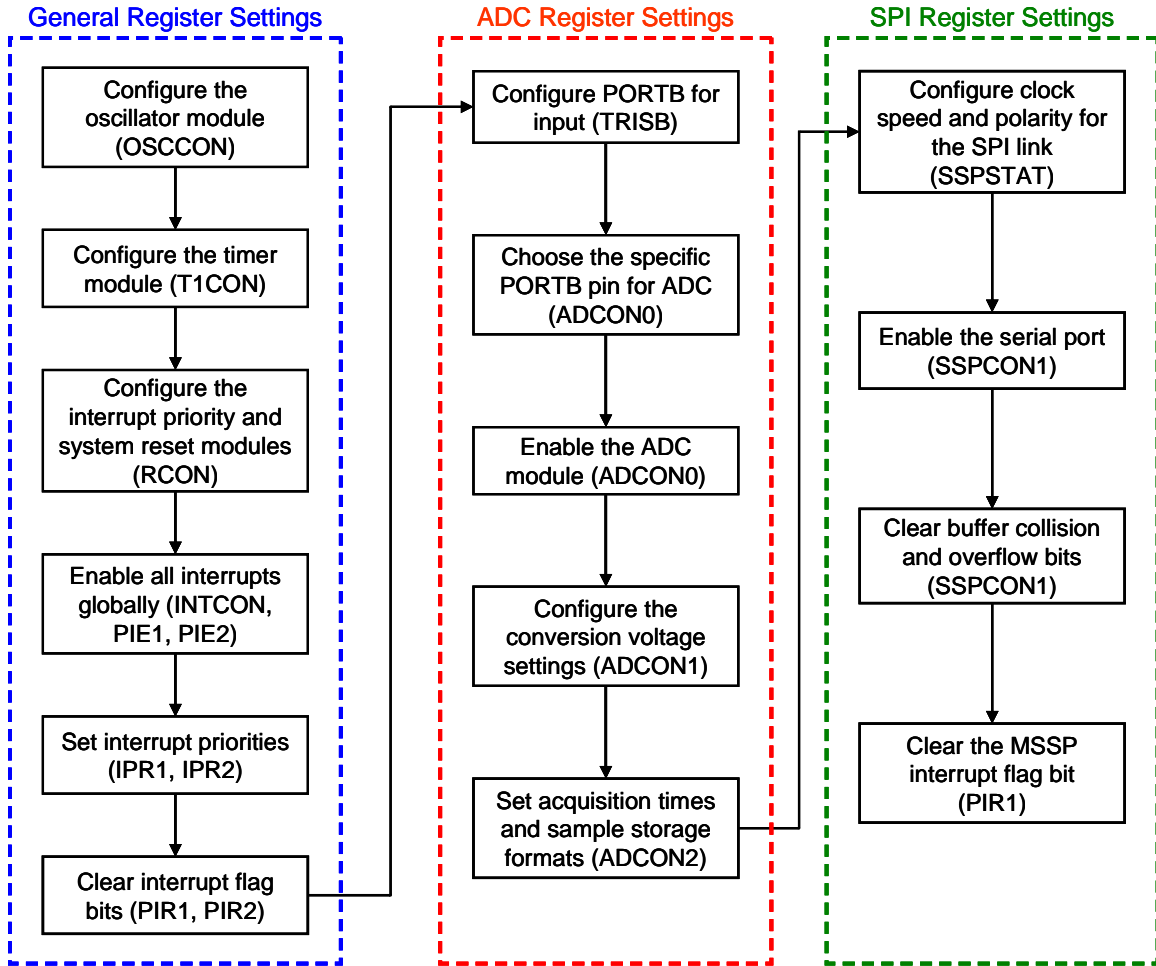 General Register Settings
Configure the
oscillator module
(OSCCON)
Configure the timer
module (T1CON)
Configure the
interrupt priority and
system reset modules
(RCON)
Enable all interrupts
globally (INTCON,
PIE1, PIE2)
Set interrupt priorities
(IPR1, IPR2)
Clear interrupt flag
bits (PIR1, PIR2)
ADC Register Settings
Configure PORTB for
input (TRISB)
Choose the specific
PORTB pin for ADC
(ADCON0)
Enable the ADC
module (ADCON0)
Configure the
conversion voltage
settings (ADCON1)
Set acquisition times
and sample storage
formats (ADCON2)
SPI Register Settings
Configure clock
speed and polarity for
the SPI link
(SSPSTAT)
Enable the serial port
(SSPCON1)
Clear buffer collision
and overflow bits
(SSPCON1)
Clear the MSSP
interrupt flag bit
(PIR1)